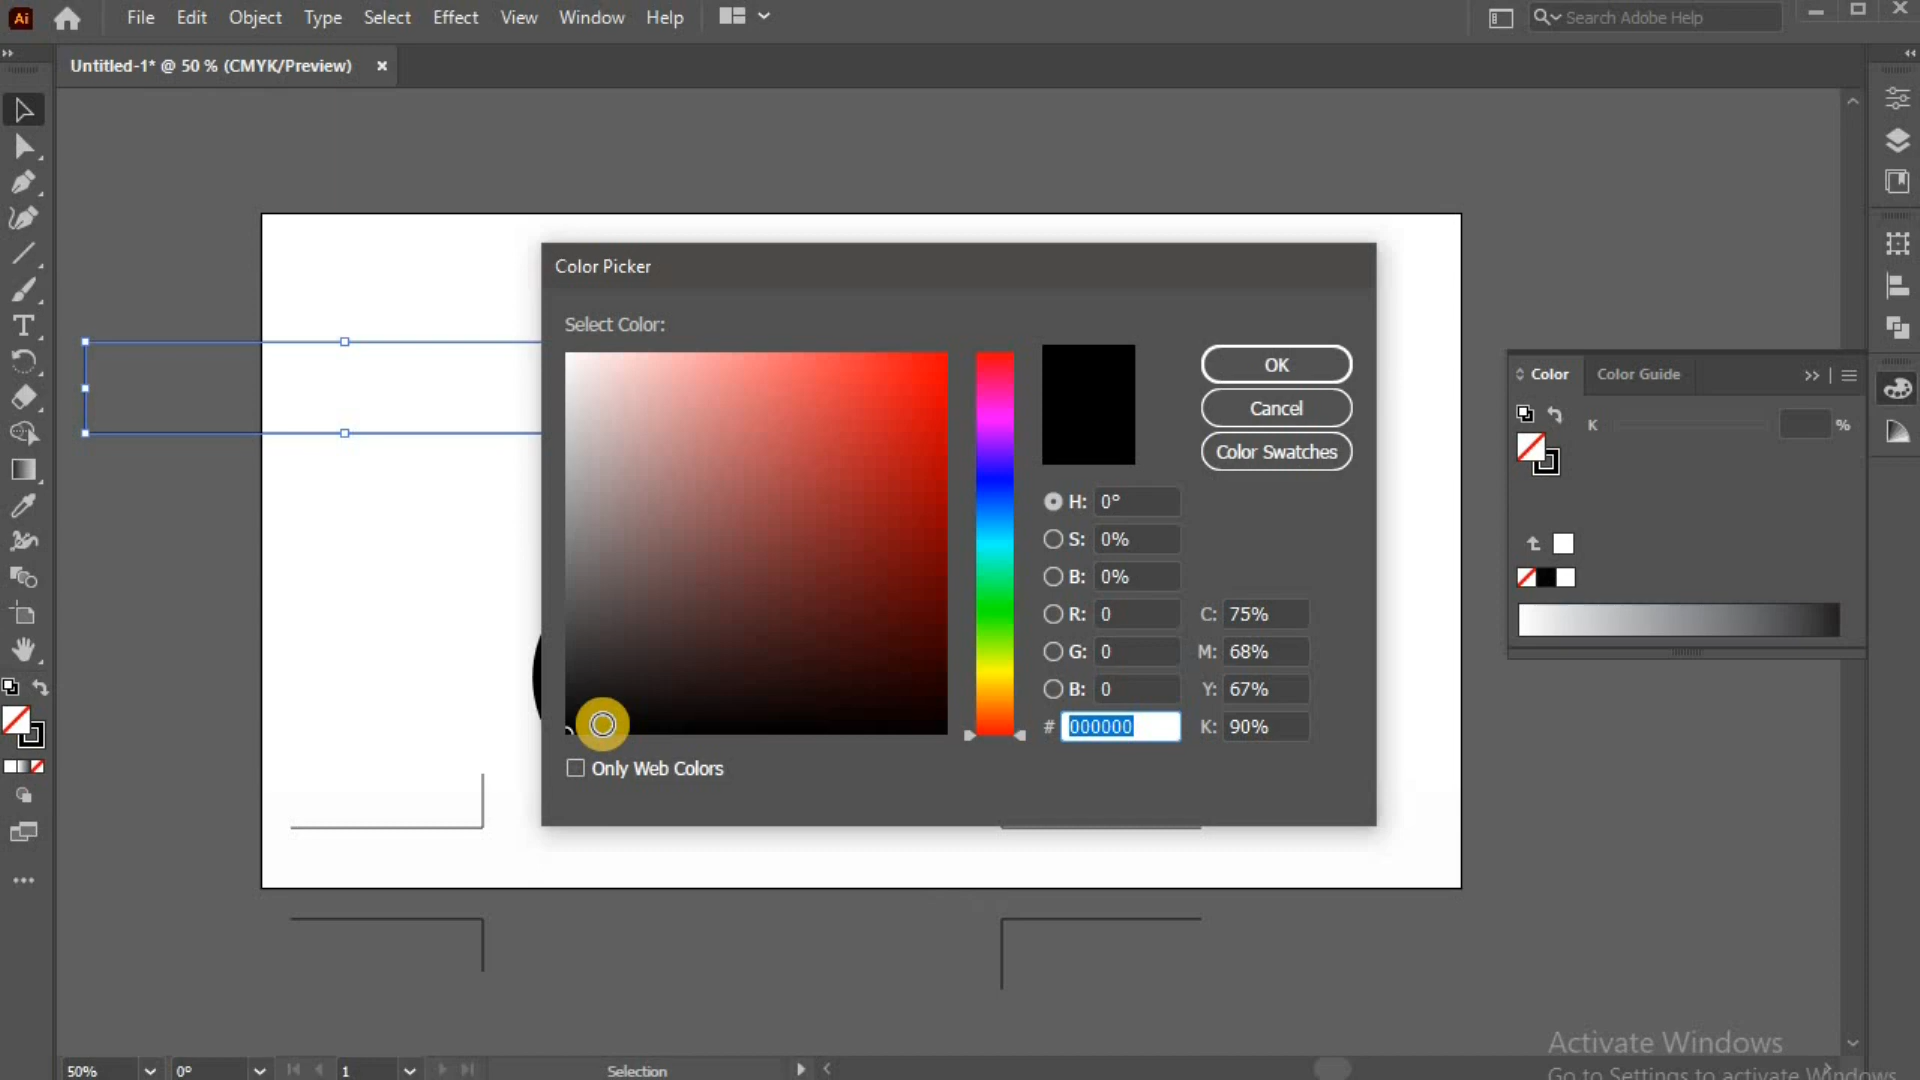 Ai File Edit Object Type Select Effect View Window Help Search Adobe Help
Untitled-1* @ 50 % (CMYK/Preview) ×
Color Picker
Select Color:
OK
Cancel
Color Swatches
H: 0°
S: 0%
B: 0%
R: 0 C: 75%
G: 0 M: 68%
B: 0 Y: 67%
# 000000 K: 90%
Only Web Colors
Color Color Guide
K %
T
Activate Windows
Go to Settings to activate Windows
50% 0° 1 Selection